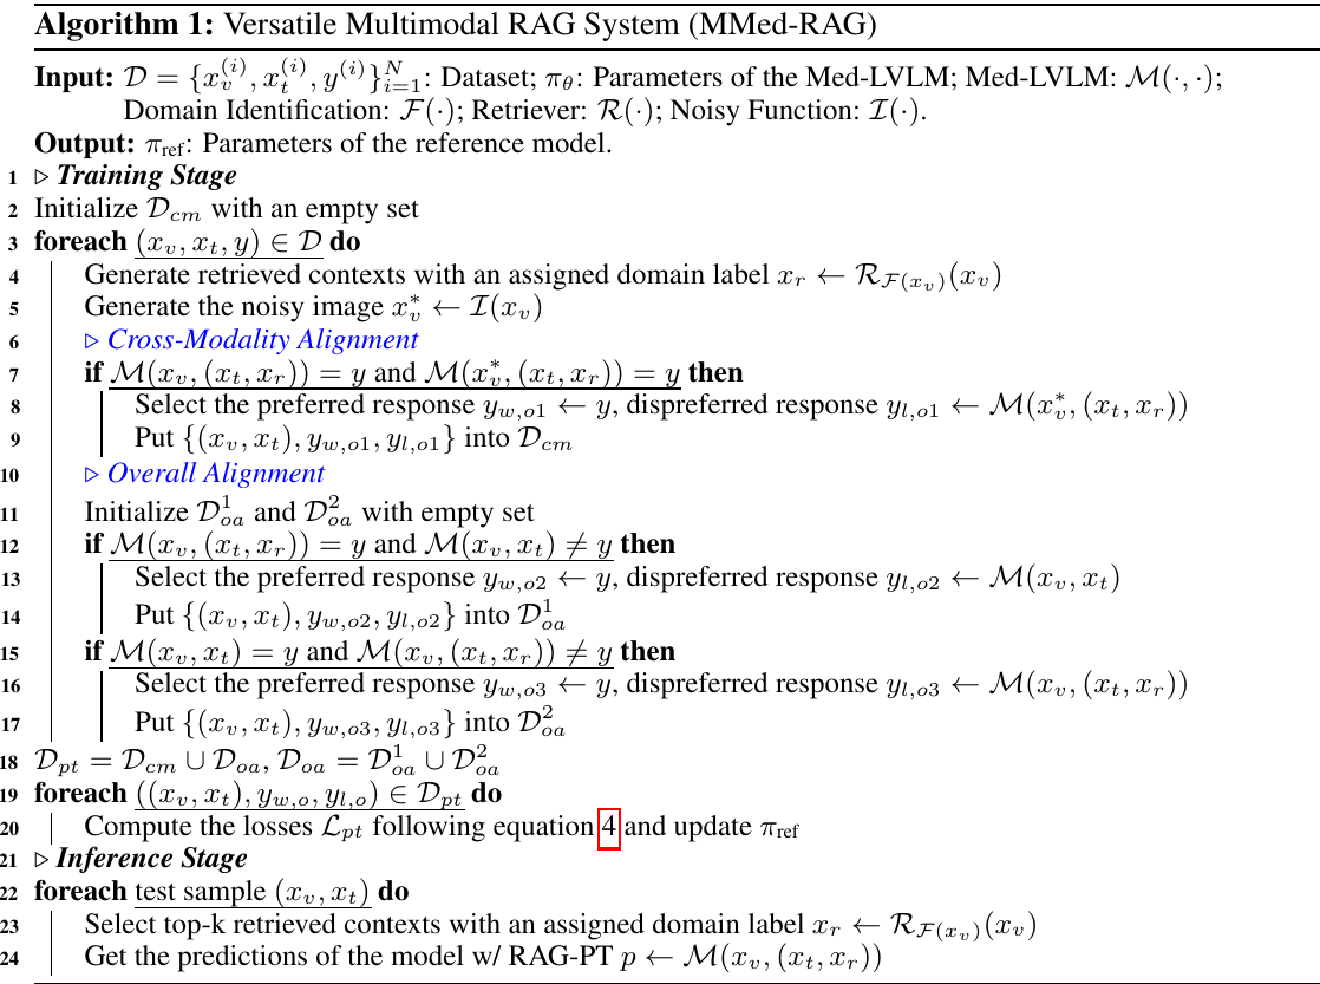 Algorithm 1: Versatile Multimodal RAG System (MMed-RAG)
Input: $\mathcal{D} = \{x_v^{(i)}, x_t^{(i)}, y^{(i)}\}_{i=1}^N$: Dataset; $\pi_\theta$: Parameters of the Med-LVLM; Med-LVLM: $\mathcal{M}(\cdot, \cdot)$;
Domain Identification: $\mathcal{F}(\cdot)$; Retriever: $\mathcal{R}(\cdot)$; Noisy Function: $\mathcal{I}(\cdot)$.
Output: $\pi_{\text{ref}}$: Parameters of the reference model.
1 ▷ Training Stage
2 Initialize $\mathcal{D}_{cm}$ with an empty set
3 foreach $(x_v, x_t, y) \in \mathcal{D}$ do
4 Generate retrieved contexts with an assigned domain label $x_r \leftarrow \mathcal{R}_{\mathcal{F}(x_v)}(x_v)$
5 Generate the noisy image $x_v^* \leftarrow \mathcal{I}(x_v)$
6 ▷ Cross-Modality Alignment
7 if $\mathcal{M}(x_v, (x_t, x_r)) = y$ and $\mathcal{M}(x_v^*, (x_t, x_r)) = y$ then
8 Select the preferred response $y_{w,o1} \leftarrow y$, dispreferred response $y_{l,o1} \leftarrow \mathcal{M}(x_v^*, (x_t, x_r))$
9 Put $\{(x_v, x_t), y_{w,o1}, y_{l,o1}\}$ into $\mathcal{D}_{cm}$
10 ▷ Overall Alignment
11 Initialize $\mathcal{D}_{oa}^1$ and $\mathcal{D}_{oa}^2$ with empty set
12 if $\mathcal{M}(x_v, (x_t, x_r)) = y$ and $\mathcal{M}(x_v, x_t) \neq y$ then
13 Select the preferred response $y_{w,o2} \leftarrow y$, dispreferred response $y_{l,o2} \leftarrow \mathcal{M}(x_v, x_t)$
14 Put $\{(x_v, x_t), y_{w,o2}, y_{l,o2}\}$ into $\mathcal{D}_{oa}^1$
15 if $\mathcal{M}(x_v, x_t) = y$ and $\mathcal{M}(x_v, (x_t, x_r)) \neq y$ then
16 Select the preferred response $y_{w,o3} \leftarrow y$, dispreferred response $y_{l,o3} \leftarrow \mathcal{M}(x_v, (x_t, x_r))$
17 Put $\{(x_v, x_t), y_{w,o3}, y_{l,o3}\}$ into $\mathcal{D}_{oa}^2$
18 $\mathcal{D}_{pt} = \mathcal{D}_{cm} \cup \mathcal{D}_{oa}, \mathcal{D}_{oa} = \mathcal{D}_{oa}^1 \cup \mathcal{D}_{oa}^2$
19 foreach $((x_v, x_t), y_{w,o}, y_{l,o}) \in \mathcal{D}_{pt}$ do
20 Compute the losses $\mathcal{L}_{pt}$ following equation 4 and update $\pi_{\text{ref}}$
21 ▷ Inference Stage
22 foreach test sample $(x_v, x_t)$ do
23 Select top-k retrieved contexts with an assigned domain label $x_r \leftarrow \mathcal{R}_{\mathcal{F}(x_v)}(x_v)$
24 Get the predictions of the model w/ RAG-PT $p \leftarrow \mathcal{M}(x_v, (x_t, x_r))$